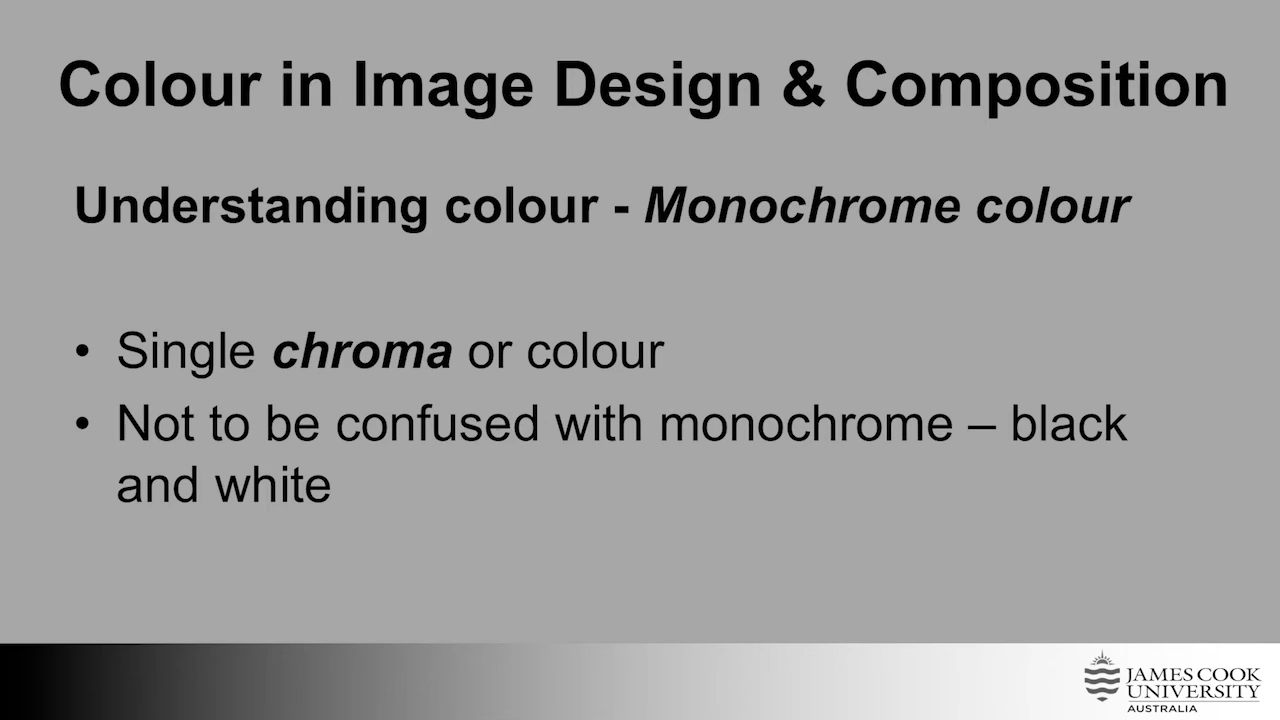 Colour in Image Design & Composition
Understanding colour - Monochrome colour
• Single chroma or colour
• Not to be confused with monochrome – black
and white
JAMES COOK
UNIVERSITY
AUSTRALIA